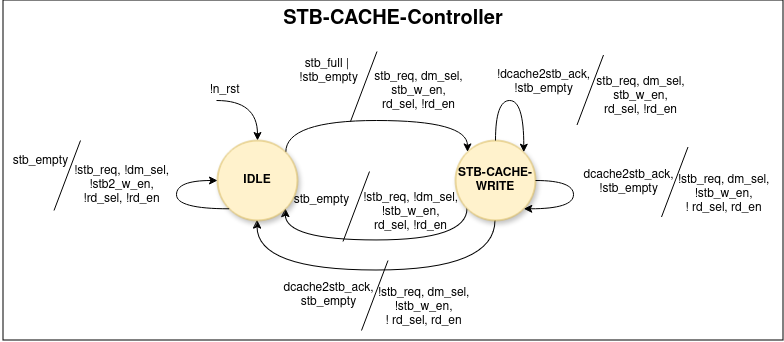 STB-CACHE-Controller
stb_full |
!stb_empty
stb_req, dm_sel,
stb_w_en,
rd_sel, !rd_en
!dcache2stb_ack,
!stb_empty
stb_req, dm_sel,
stb_w_en,
rd_sel, !rd_en
!n_rst
stb_empty
!stb_req, !dm_sel,
!stb2_w_en,
!rd_sel, !rd_en
IDLE
STB-CACHE-
WRITE
dcache2stb_ack,
!stb_empty
!stb_req, dm_sel,
!stb_w_en,
! rd_sel, rd_en
stb_empty
!stb_req, !dm_sel,
!stb_w_en,
rd_sel, !rd_en
dcache2stb_ack,
stb_empty
!stb_req, dm_sel,
!stb_w_en,
! rd_sel, rd_en